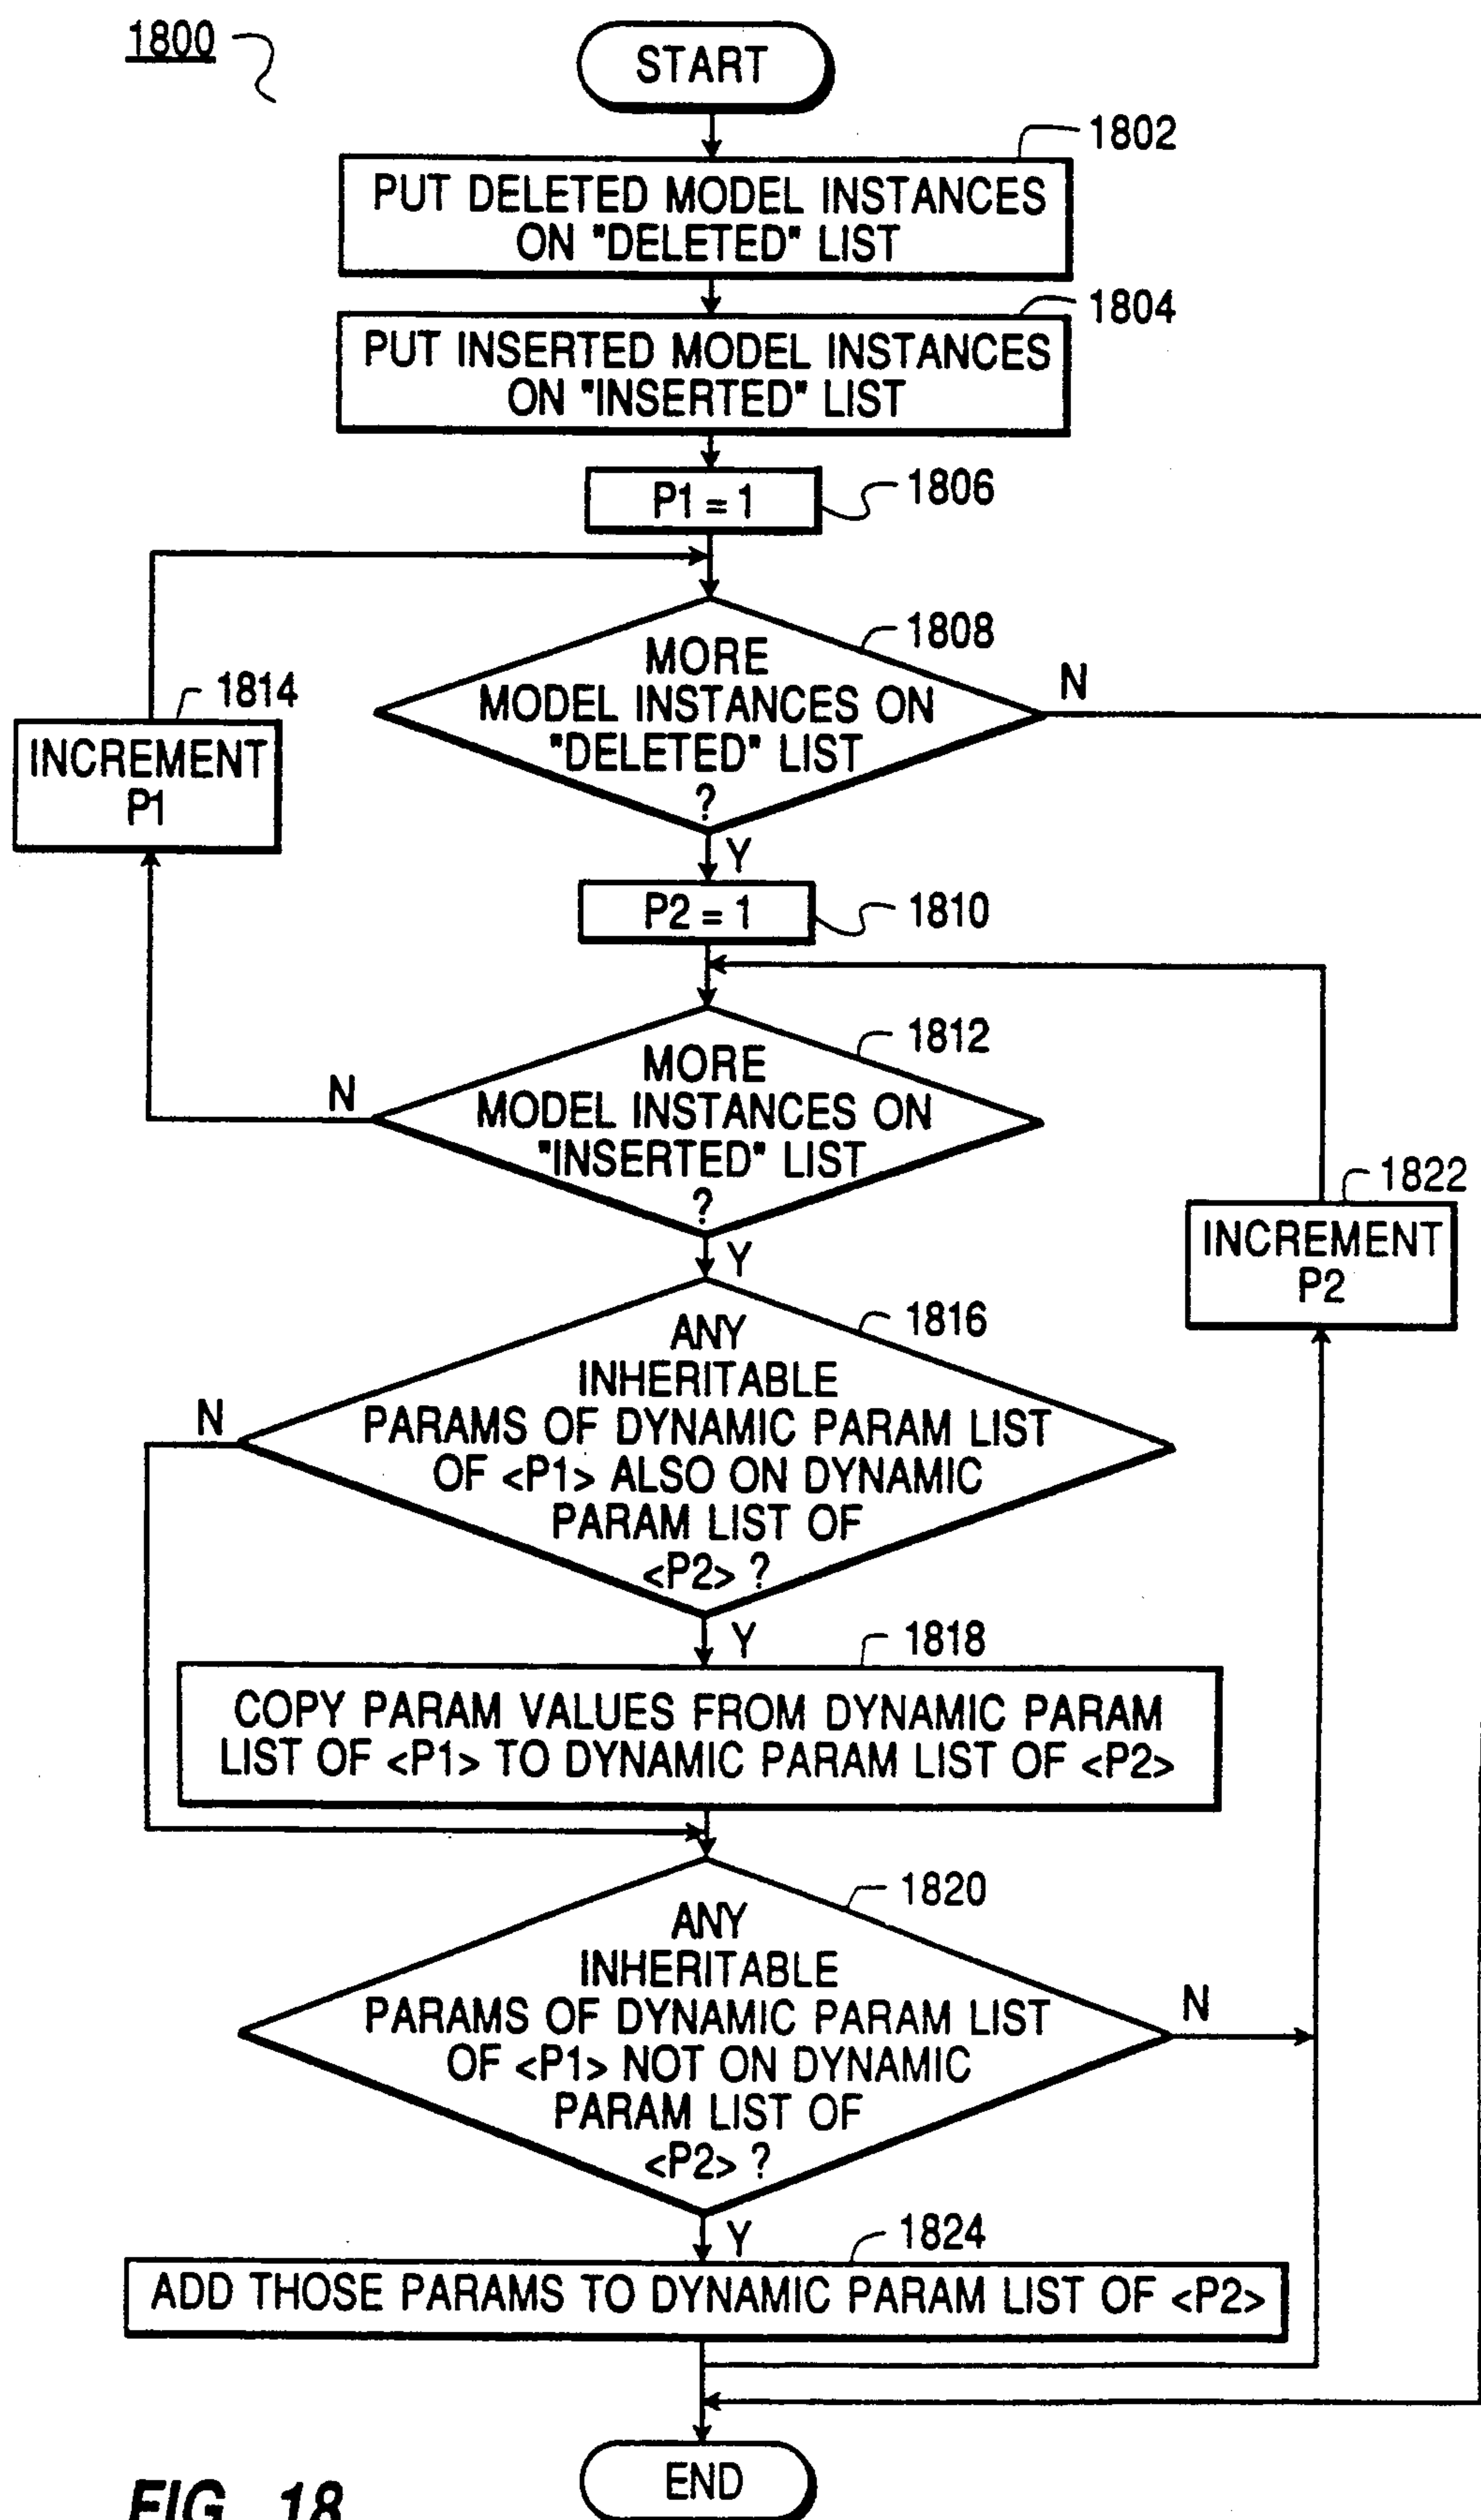 1800
START
1802
PUT DELETED MODEL INSTANCES
ON "DELETED" LIST
1804
PUT INSERTED MODEL INSTANCES
ON "INSERTED" LIST
P1 = 1
1806
1808
MORE
MODEL INSTANCES ON
"DELETED" LIST
?
N
1814
INCREMENT
P1
Y
P2 = 1
1810
1812
MORE
MODEL INSTANCES ON
"INSERTED" LIST
?
N
1822
INCREMENT
P2
Y
1816
ANY
INHERITABLE
PARAMS OF DYNAMIC PARAM LIST
OF <P1> ALSO ON DYNAMIC
PARAM LIST OF
<P2> ?
N
Y
1818
COPY PARAM VALUES FROM DYNAMIC PARAM
LIST OF <P1> TO DYNAMIC PARAM LIST OF <P2>
1820
ANY
INHERITABLE
PARAMS OF DYNAMIC PARAM LIST
OF <P1> NOT ON DYNAMIC
PARAM LIST OF
<P2> ?
N
Y
1824
ADD THOSE PARAMS TO DYNAMIC PARAM LIST OF <P2>
END
FIG. 18